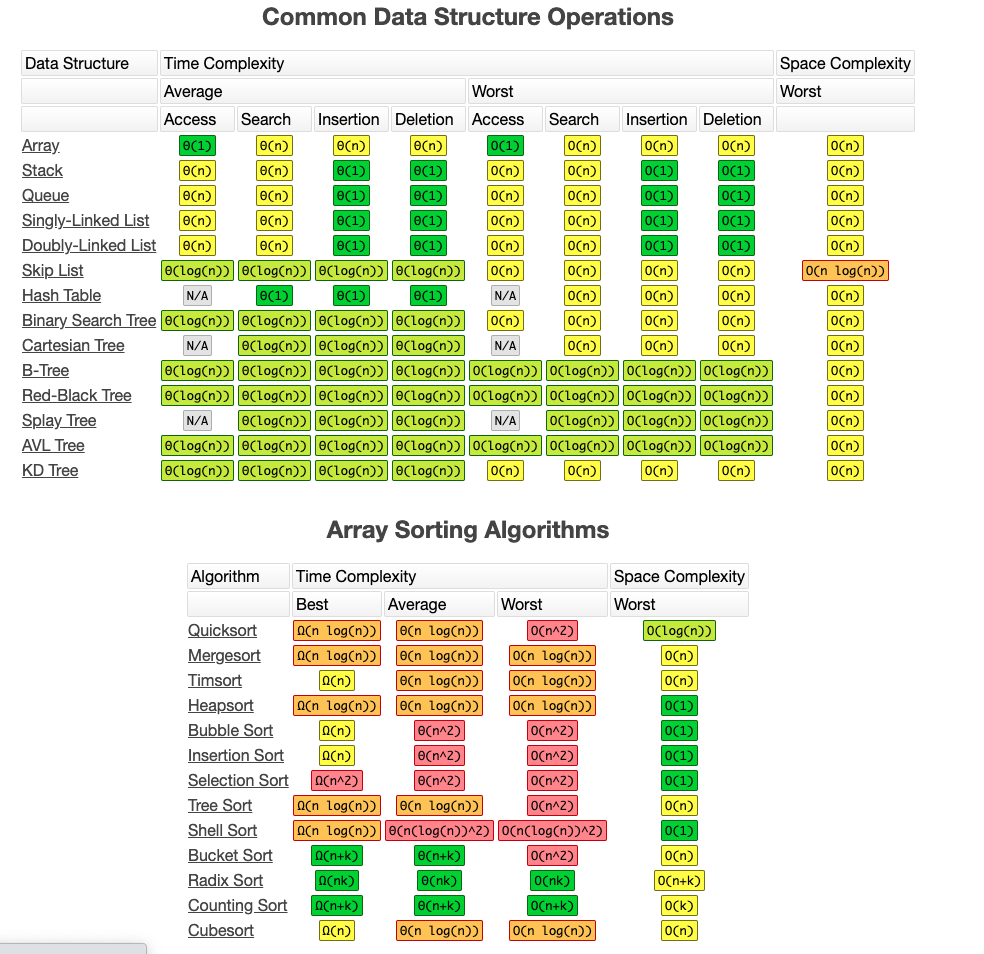 Common Data Structure Operations
Data Structure Time Complexity Space Complexity
Average Worst Worst
Access Search Insertion Deletion Access Search Insertion Deletion
Array Θ(1) Θ(n) Θ(n) Θ(n) O(1) O(n) O(n) O(n) O(n)
Stack Θ(n) Θ(n) Θ(1) Θ(1) O(n) O(n) O(1) O(1) O(n)
Queue Θ(n) Θ(n) Θ(1) Θ(1) O(n) O(n) O(1) O(1) O(n)
Singly-Linked List Θ(n) Θ(n) Θ(1) Θ(1) O(n) O(n) O(1) O(1) O(n)
Doubly-Linked List Θ(n) Θ(n) Θ(1) Θ(1) O(n) O(n) O(1) O(1) O(n)
Skip List Θ(log(n)) Θ(log(n)) Θ(log(n)) Θ(log(n)) O(n) O(n) O(n) O(n) O(n log(n))
Hash Table N/A Θ(1) Θ(1) Θ(1) N/A O(n) O(n) O(n) O(n)
Binary Search Tree Θ(log(n)) Θ(log(n)) Θ(log(n)) Θ(log(n)) O(n) O(n) O(n) O(n) O(n)
Cartesian Tree N/A Θ(log(n)) Θ(log(n)) Θ(log(n)) N/A O(n) O(n) O(n) O(n)
B-Tree Θ(log(n)) Θ(log(n)) Θ(log(n)) Θ(log(n)) O(log(n)) O(log(n)) O(log(n)) O(log(n)) O(n)
Red-Black Tree Θ(log(n)) Θ(log(n)) Θ(log(n)) Θ(log(n)) O(log(n)) O(log(n)) O(log(n)) O(log(n)) O(n)
Splay Tree N/A Θ(log(n)) Θ(log(n)) Θ(log(n)) N/A O(log(n)) O(log(n)) O(log(n)) O(n)
AVL Tree Θ(log(n)) Θ(log(n)) Θ(log(n)) Θ(log(n)) O(log(n)) O(log(n)) O(log(n)) O(log(n)) O(n)
KD Tree Θ(log(n)) Θ(log(n)) Θ(log(n)) Θ(log(n)) O(n) O(n) O(n) O(n) O(n)
Array Sorting Algorithms
Algorithm Time Complexity Space Complexity
Best Average Worst Worst
Quicksort Ω(n log(n)) Θ(n log(n)) O(n^2) O(log(n))
Mergesort Ω(n log(n)) Θ(n log(n)) O(n log(n)) O(n)
Timsort Ω(n) Θ(n log(n)) O(n log(n)) O(n)
Heapsort Ω(n log(n)) Θ(n log(n)) O(n log(n)) O(1)
Bubble Sort Ω(n) Θ(n^2) O(n^2) O(1)
Insertion Sort Ω(n) Θ(n^2) O(n^2) O(1)
Selection Sort Ω(n^2) Θ(n^2) O(n^2) O(1)
Tree Sort Ω(n log(n)) Θ(n log(n)) O(n^2) O(n)
Shell Sort Ω(n log(n)) Θ(n(log(n))^2) O(n(log(n))^2) O(1)
Bucket Sort Ω(n+k) Θ(n+k) O(n^2) O(n)
Radix Sort Ω(nk) Θ(nk) O(nk) O(n+k)
Counting Sort Ω(n+k) Θ(n+k) O(n+k) O(k)
Cubesort Ω(n) Θ(n log(n)) O(n log(n)) O(n)